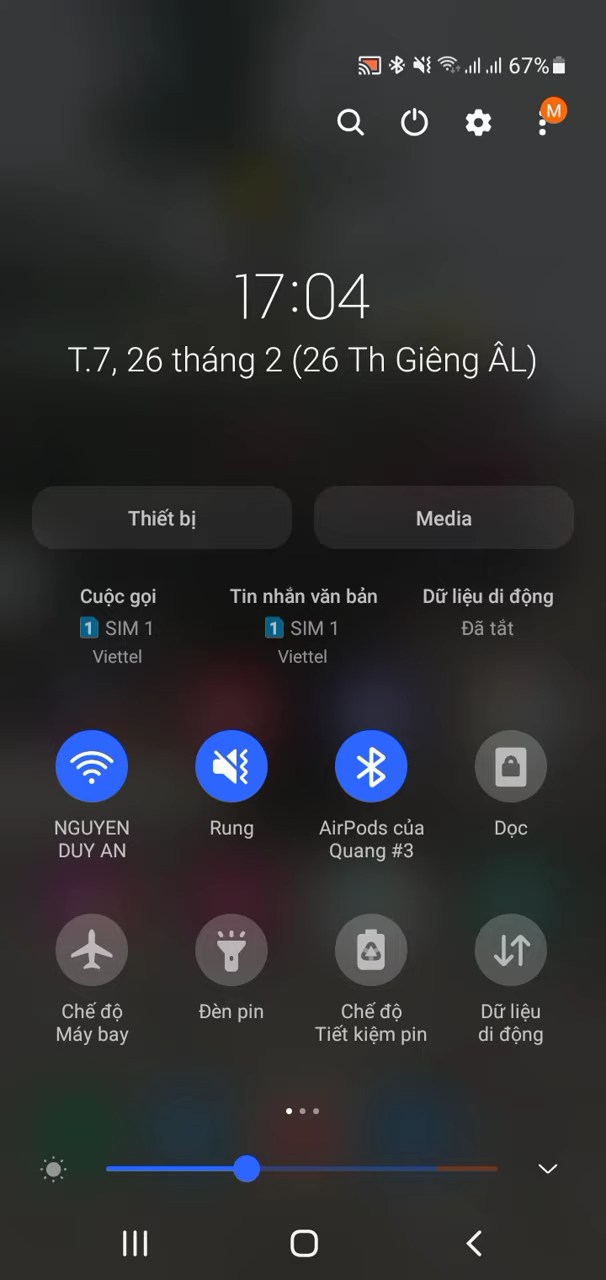 67%
M
17:04
T.7, 26 tháng 2 (26 Th Giêng ÂL)
Thiết bị
Media
Cuộc gọi
Tin nhắn văn bản
Dữ liệu di động
1 SIM 1
1 SIM 1
Đã tắt
Viettel
Viettel
NGUYEN
DUY AN
Rung
AirPods của
Quang #3
Dọc
Chế độ
Máy bay
Đèn pin
Chế độ
Tiết kiệm pin
Dữ liệu
di động